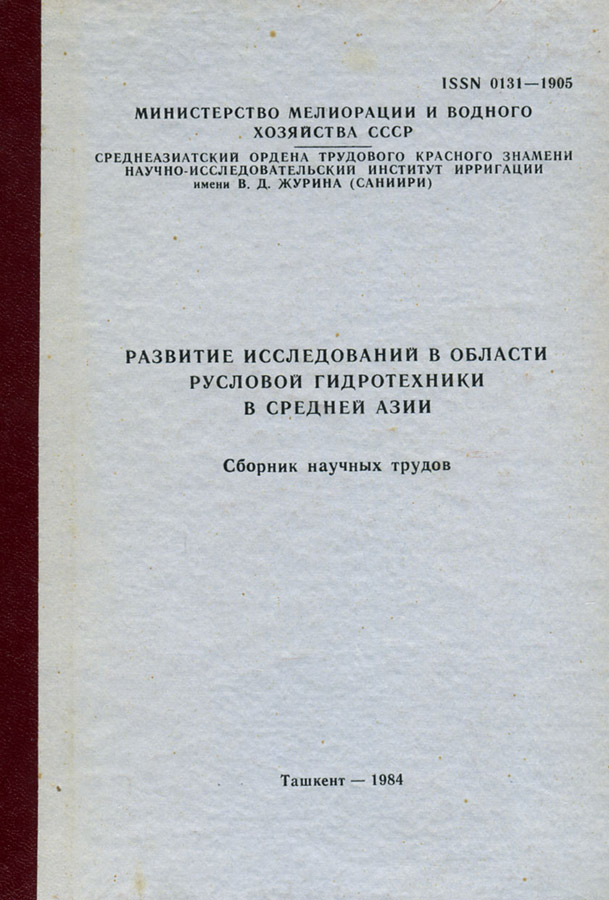 ISSN 0131—1905
МИНИСТЕРСТВО МЕЛИОРАЦИИ И ВОДНОГО
ХОЗЯЙСТВА СССР
СРЕДНЕАЗИАТСКИЙ ОРДЕНА ТРУДОВОГО КРАСНОГО ЗНАМЕНИ
НАУЧНО-ИССЛЕДОВАТЕЛЬСКИЙ ИНСТИТУТ ИРРИГАЦИИ
имени В. Д. ЖУРИНА (САНИИРИ)
РАЗВИТИЕ ИССЛЕДОВАНИЙ В ОБЛАСТИ
РУСЛОВОЙ ГИДРОТЕХНИКИ
В СРЕДНЕЙ АЗИИ
Сборник научных трудов
Ташкент — 1984